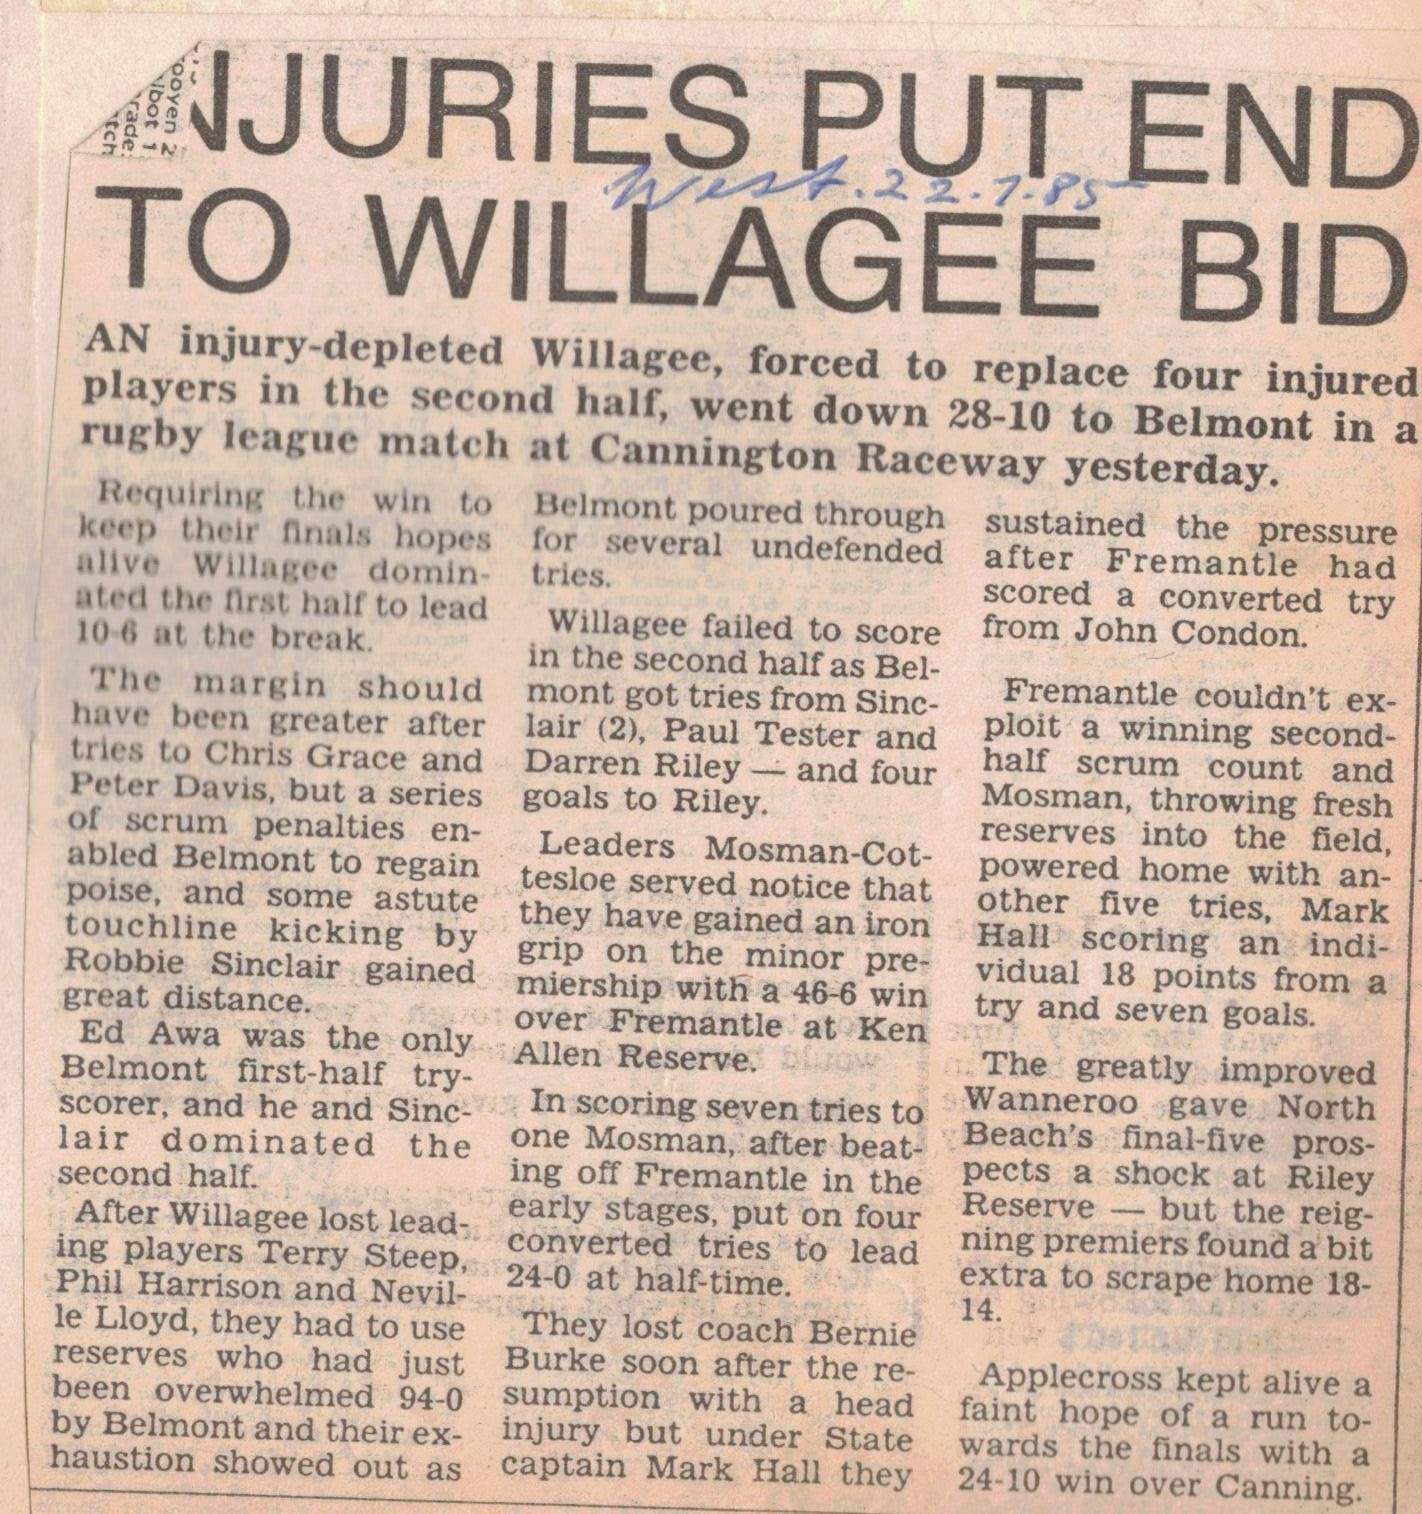 ooyen 2
lbot 1
rade:
tch
NJURIES PUT END
West. 22.7.85
TO WILLAGEE BID
AN injury-depleted Willagee, forced to replace four injured
players in the second half, went down 28-10 to Belmont in a
rugby league match at Cannington Raceway yesterday.
Requiring the win to
keep their finals hopes
alive Willagee domin-
ated the first half to lead
10-6 at the break.
The margin should
have been greater after
tries to Chris Grace and
Peter Davis, but a series
of scrum penalties en-
abled Belmont to regain
poise, and some astute
touchline kicking by
Robbie Sinclair gained
great distance.
Ed Awa was the only
Belmont first-half try-
scorer, and he and Sinc-
lair dominated the
second half.
After Willagee lost lead-
ing players Terry Steep,
Phil Harrison and Nevil-
le Lloyd, they had to use
reserves who had just
been overwhelmed 94-0
by Belmont and their ex-
haustion showed out as
Belmont poured through
for several undefended
tries.
Willagee failed to score
in the second half as Bel-
mont got tries from Sinc-
lair (2), Paul Tester and
Darren Riley — and four
goals to Riley.
Leaders Mosman-Cot-
tesloe served notice that
they have gained an iron
grip on the minor pre-
miership with a 46-6 win
over Fremantle at Ken
Allen Reserve.
In scoring seven tries to
one Mosman, after beat-
ing off Fremantle in the
early stages, put on four
converted tries to lead
24-0 at half-time.
They lost coach Bernie
Burke soon after the re-
sumption with a head
injury but under State
captain Mark Hall they
sustained the pressure
after Fremantle had
scored a converted try
from John Condon.
Fremantle couldn't ex-
ploit a winning second-
half scrum count and
Mosman, throwing fresh
reserves into the field,
powered home with an-
other five tries, Mark
Hall scoring an indi-
vidual 18 points from a
try and seven goals.
The greatly improved
Wanneroo gave North
Beach's final-five pros-
pects a shock at Riley
Reserve — but the reig-
ning premiers found a bit
extra to scrape home 18-
14.
Applecross kept alive a
faint hope of a run to-
wards the finals with a
24-10 win over Canning.